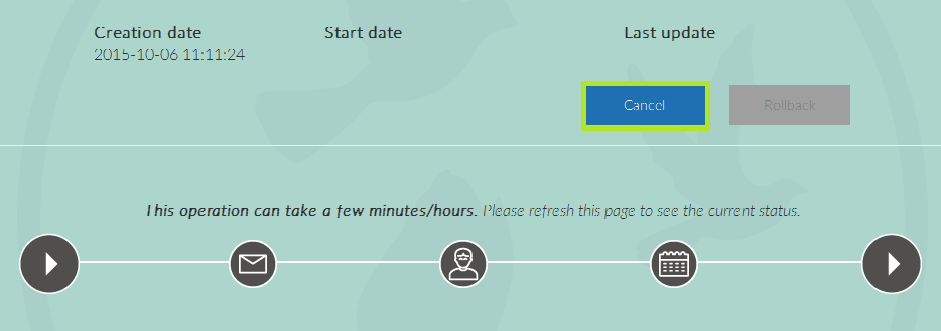 Creation date Start date Last update
2015-10-06 11:11:24
Cancel Rollback
This operation can take a few minutes/hours. Please refresh this page to see the current status.